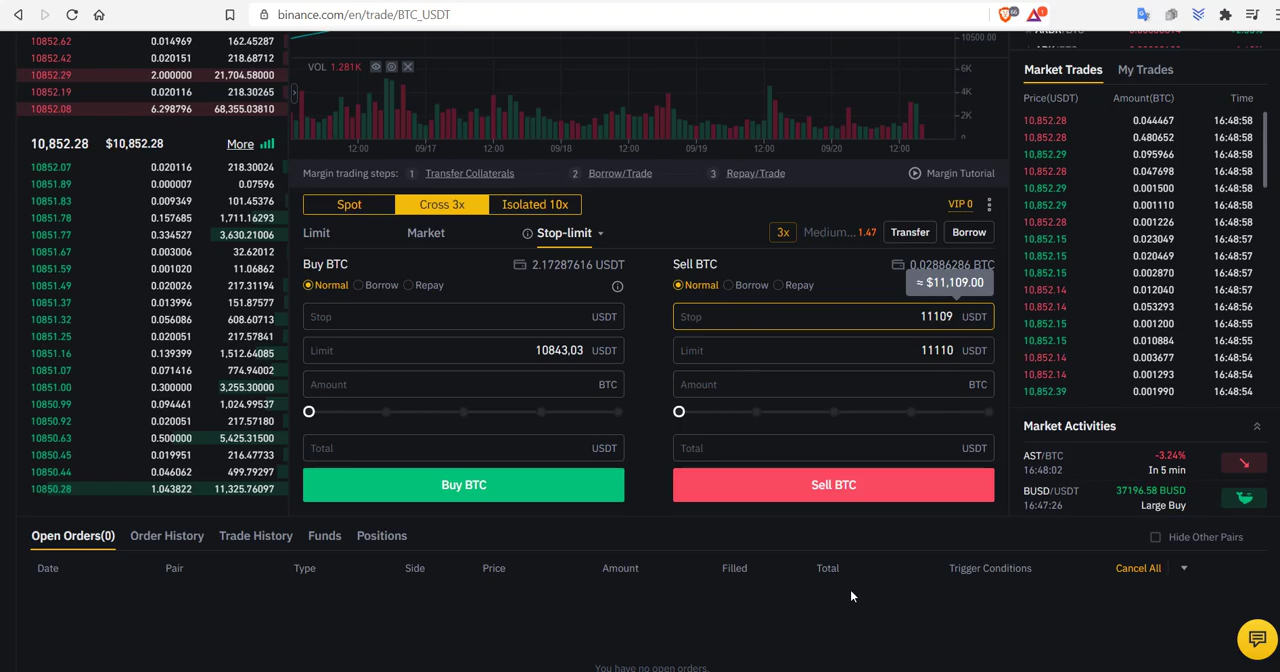 binance.com/en/trade/BTC_USDT
66
1
10852.62 0.014969 162.45287
10852.42 0.020151 218.68712
10852.29 2.000000 21,704.58000
10852.19 0.020116 218.30265
10852.08 6.298796 68,355.03810
10,852.28 $10,852.28 More
10852.07 0.020116 218.30024
10851.89 0.000007 0.07596
10851.83 0.009349 101.45376
10851.78 0.157685 1,711.16293
10851.77 0.334527 3,630.21006
10851.67 0.003006 32.62012
10851.59 0.001020 11.06862
10851.49 0.020026 217.31194
10851.37 0.013996 151.87577
10851.32 0.056086 608.60713
10851.25 0.020051 217.57841
10851.16 0.139399 1,512.64085
10851.07 0.071416 774.94002
10851.00 0.300000 3,255.30000
10850.99 0.094461 1,024.99537
10850.92 0.020051 217.57180
10850.63 0.500000 5,425.31500
10850.45 0.019951 216.47733
10850.44 0.046062 499.79297
10850.28 1.043822 11,325.76097
10500.00
VOL 1.281K
6K
4K
2K
0
12:00 09/17 12:00 09/18 12:00 09/19 12:00 09/20 12:00
Margin trading steps: 1 Transfer Collaterals 2 Borrow/Trade 3 Repay/Trade Margin Tutorial
Spot Cross 3x Isolated 10x VIP 0
Limit Market Stop-limit 3x Medium... 1.47 Transfer Borrow
Buy BTC 2.17287616 USDT
Normal Borrow Repay
Stop USDT
Limit 10843,03 USDT
Amount BTC
Total USDT
Buy BTC
Sell BTC 0.02886286 BTC
≈ $11,109.00
Normal Borrow Repay
Stop 11109 USDT
Limit 11110 USDT
Amount BTC
Total USDT
Sell BTC
Market Trades My Trades
Price(USDT) Amount(BTC) Time
10,852.28 0.044467 16:48:58
10,852.28 0.480652 16:48:58
10,852.29 0.095966 16:48:58
10,852.28 0.047698 16:48:58
10,852.29 0.001500 16:48:58
10,852.29 0.001110 16:48:58
10,852.28 0.001226 16:48:58
10,852.15 0.023049 16:48:57
10,852.15 0.020469 16:48:57
10,852.15 0.002870 16:48:57
10,852.28 0.012040 16:48:57
10,852.14 0.053293 16:48:56
10,852.15 0.001200 16:48:55
10,852.15 0.010884 16:48:55
10,852.14 0.003677 16:48:54
10,852.14 0.001293 16:48:54
10,852.39 0.001990 16:48:54
Market Activities
AST/BTC -3.24%
16:48:02 In 5 min
BUSD/USDT 37196.58 BUSD
16:47:26 Large Buy
Open Orders(0) Order History Trade History Funds Positions Hide Other Pairs
Date Pair Type Side Price Amount Filled Total Trigger Conditions Cancel All
You have no open orders.